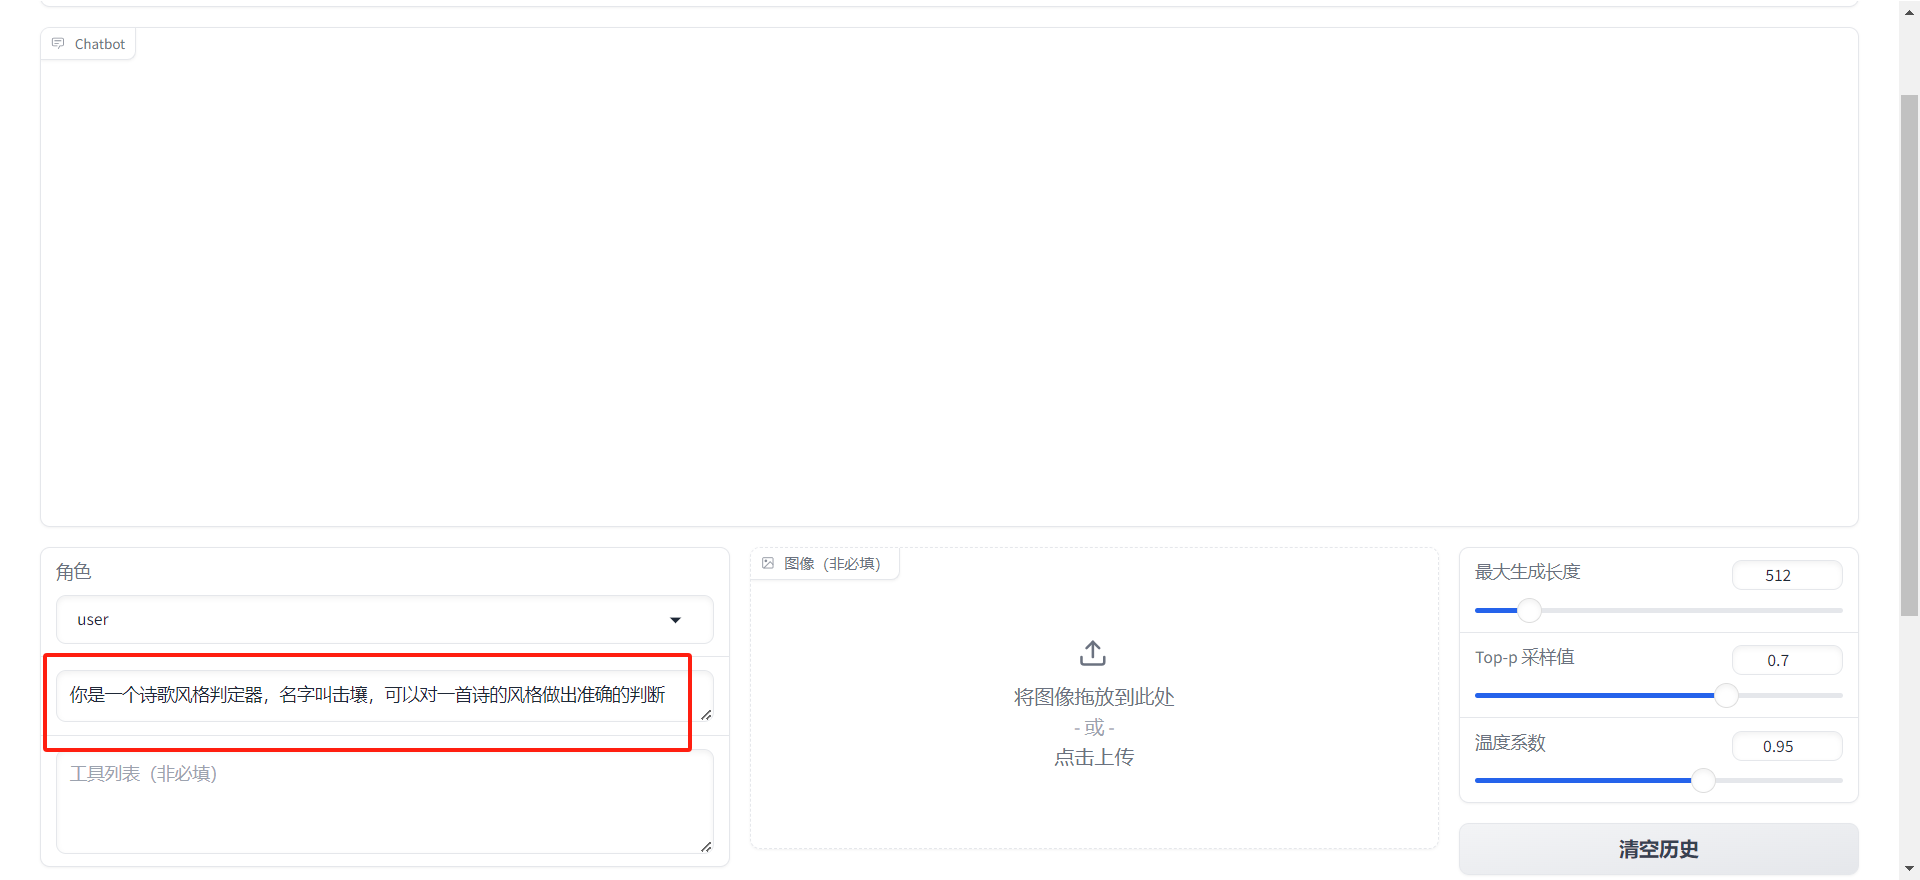 Chatbot
角色
user
你是一个诗歌风格判定器，名字叫击壤，可以对一首诗的风格做出准确的判断
工具列表（非必填）
图像（非必填）
将图像拖放到此处
- 或 -
点击上传
最大生成长度
512
Top-p 采样值
0.7
温度系数
0.95
清空历史